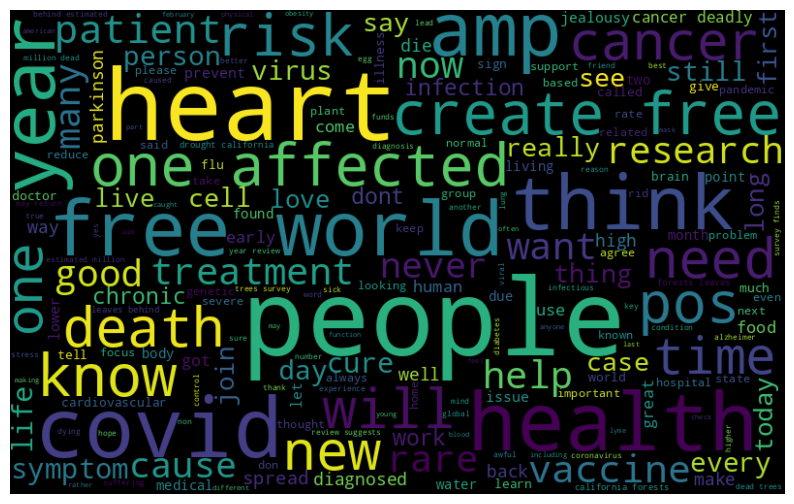 behind estimated
february
physical
obesity
jealousy
cancer deadly
year
patient
risk
amp
cancer
first
american
lead
better
egg
million dead
say
die
sign
support
two
please
caused
friend
best
person
now
see
still
many
parkinson
heart
virus
illness
based
give
prevent
infection
called
pandemic
plant
funds
create free
come
rate
part
mass
related
said
drought california
diagnosis
reduce
flu
normal
reason
one affected
really
research
doctor
take
living
brain
point
rid
may return
live
cell
love
dont
group
lung
true
found
another
way
yes
early
keep
often
long
free world
think
want
high
month
problem
survey finds
estimated million
year review
agree
one
good
treatment
never
thing
need
trees survey
looking
viral
forests leaves
genetic
human
due
use
much
chronic
infectious
even
lower
leaves behind
severe
word
sick
key
next
pos
death
people
sure
may
known
food
anyone
condition
stress
tell
focus
body
function
diabetes
last
alzheimer
got
number
know
join
day
cure
case
time
making
control
thank
always
well
help
world
hospital
state
life
cardiovascular
let
experience
mind
issue
important
today
young
home
great
covid
will
health
dying
hope
non
thought
global
check
review suggests
work
lyme
higher
new
don
blood
rare
symptom
cause
spread
diagnosed
back
awful
including
coronavirus
vaccine
every
make
rather
suffering
medical
different
water
learn
california forests
dead trees